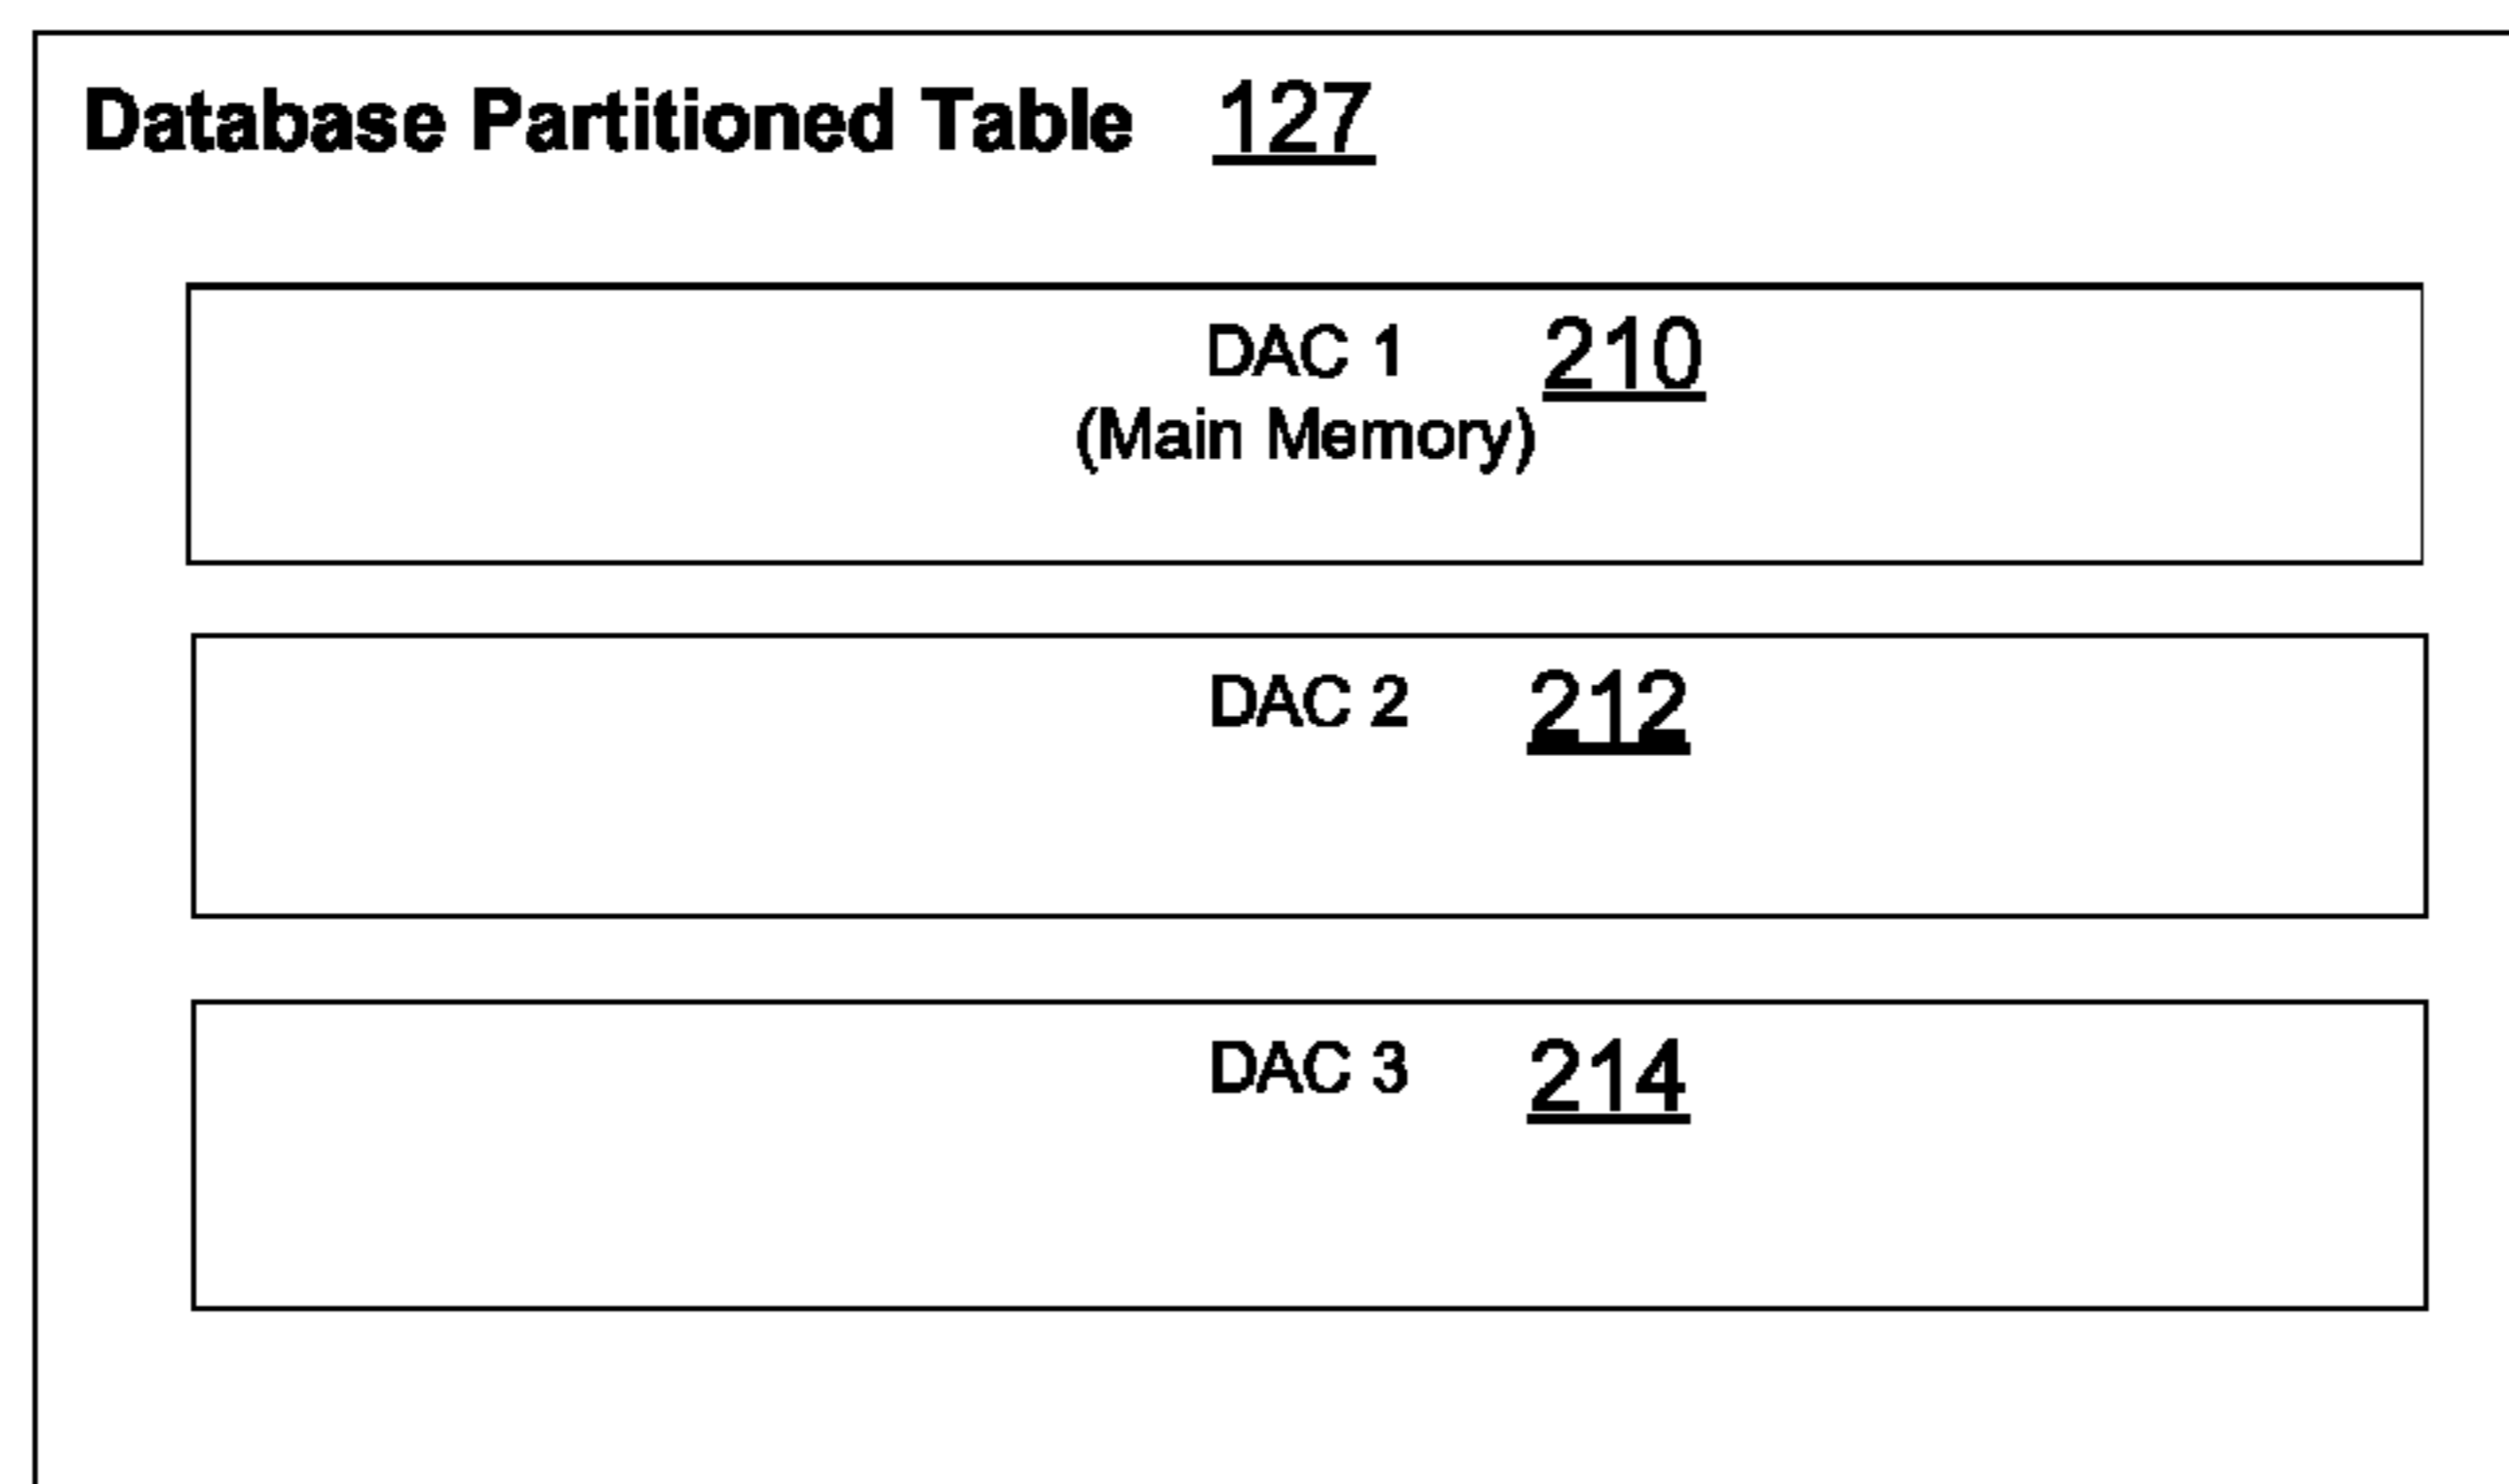 Database Partitioned Table 127
DAC 1 210
(Main Memory)
DAC 2 212
DAC 3 214